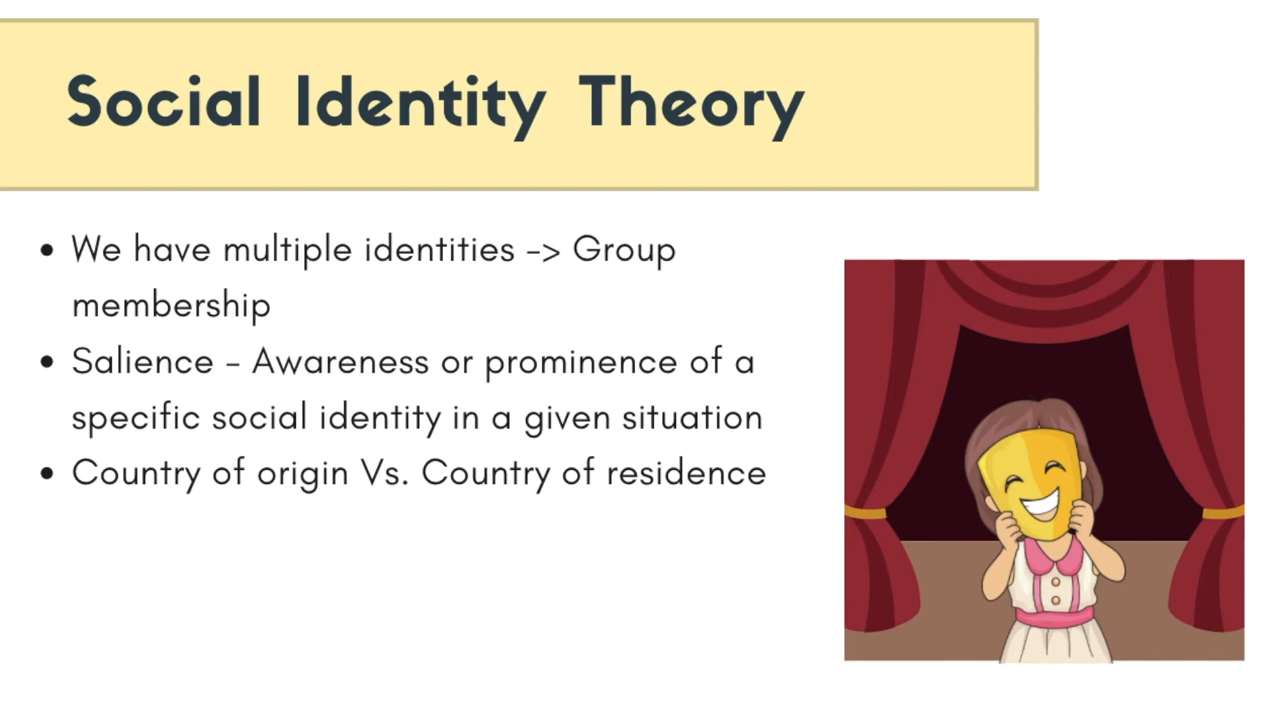 Social Identity Theory
• We have multiple identities -> Group
membership
• Salience - Awareness or prominence of a
specific social identity in a given situation
• Country of origin Vs. Country of residence